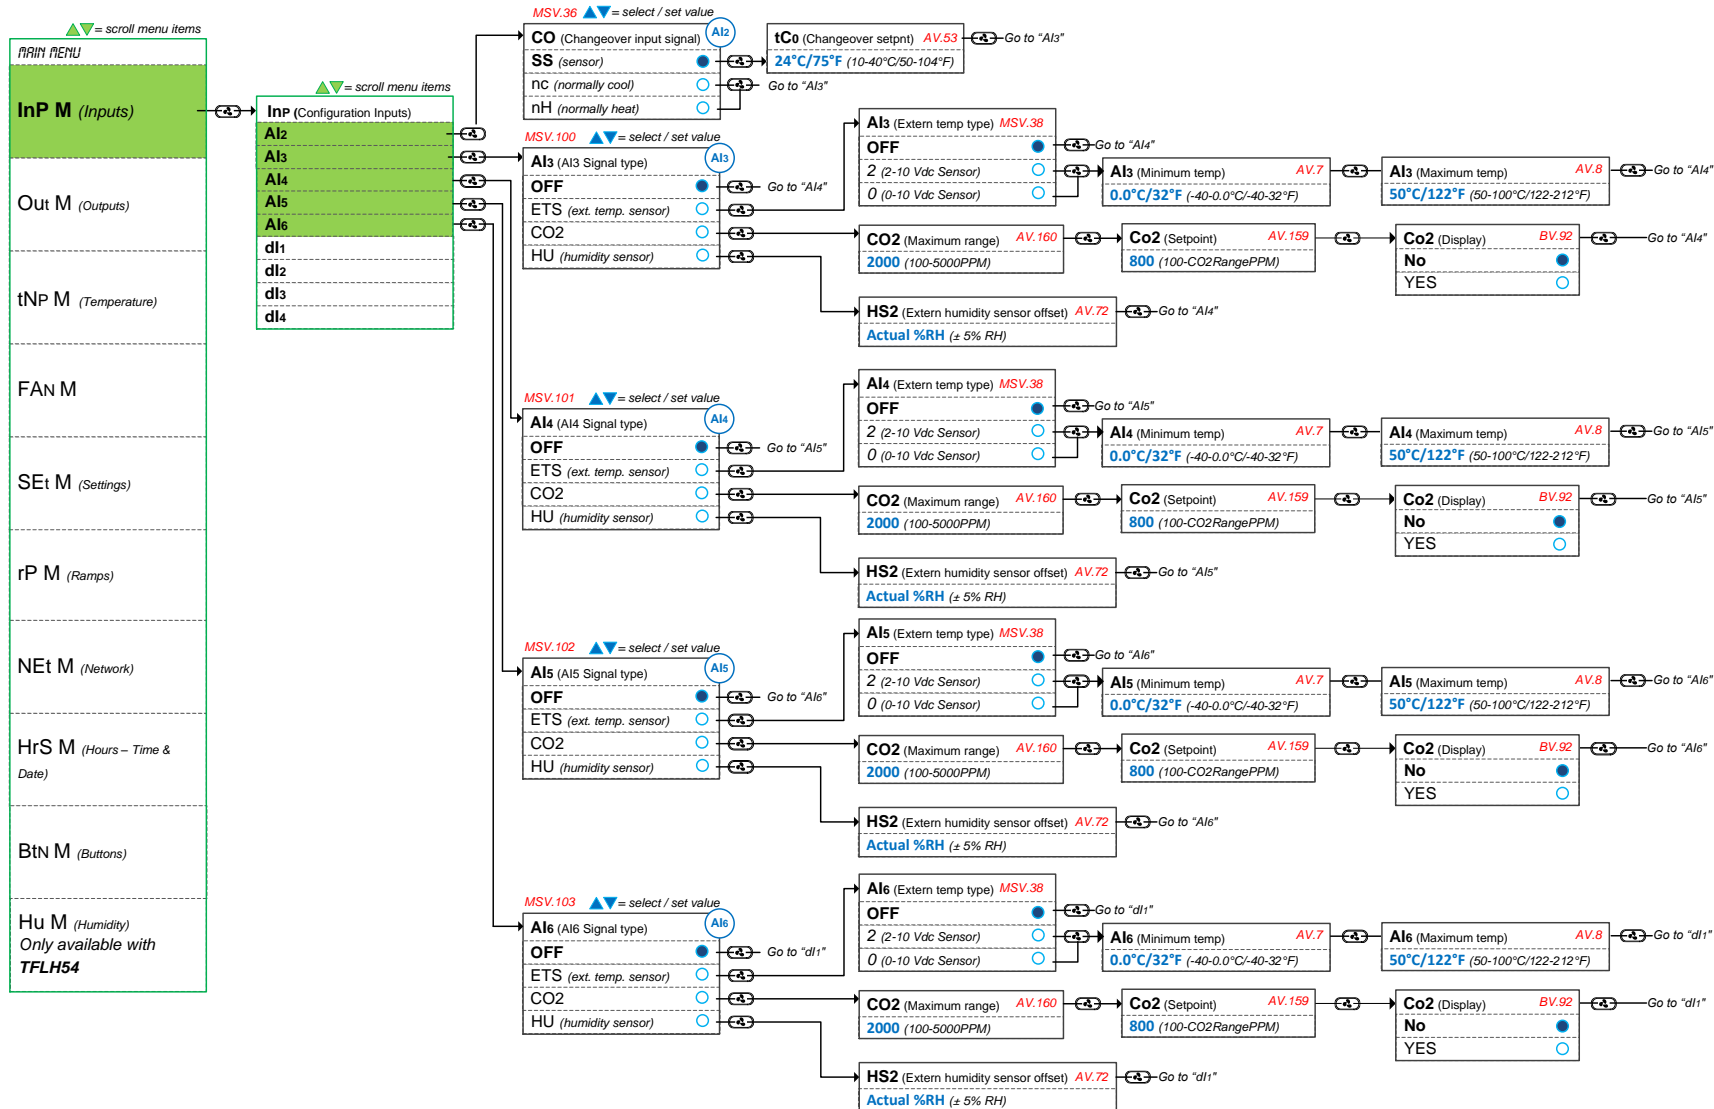 = scroll menu items
MAIN MENU
InP M (Inputs)
Out M (Outputs)
tNP M (Temperature)
FAN M
SEt M (Settings)
rP M (Ramps)
NEt M (Network)
HrS M (Hours – Time &
Date)
BtN M (Buttons)
Hu M (Humidity)
Only available with
TFLH54
= scroll menu items
InP (Configuration Inputs)
AI2
AI3
AI4
AI5
AI6
dI1
dI2
dI3
dI4
MSV.36 = select / set value
CO (Changeover input signal) AI2
SS (sensor)
nc (normally cool)
nH (normally heat)
Go to “AI3”
tCo (Changeover setpnt) AV.53
24°C/75°F (10-40°C/50-104°F)
Go to “AI3”
MSV.100 = select / set value
AI3 (AI3 Signal type) AI3
OFF
ETS (ext. temp. sensor)
CO2
HU (humidity sensor)
Go to “AI4”
AI3 (Extern temp type) MSV.38
OFF
2 (2-10 Vdc Sensor)
0 (0-10 Vdc Sensor)
Go to “AI4”
AI3 (Minimum temp) AV.7
0.0°C/32°F (-40-0.0°C/-40-32°F)
AI3 (Maximum temp) AV.8
50°C/122°F (50-100°C/122-212°F)
Go to “AI4”
CO2 (Maximum range) AV.160
2000 (100-5000PPM)
Co2 (Setpoint) AV.159
800 (100-CO2RangePPM)
Co2 (Display) BV.92
No
YES
Go to “AI4”
HS2 (Extern humidity sensor offset) AV.72
Actual %RH (± 5% RH)
Go to “AI4”
MSV.101 = select / set value
AI4 (AI4 Signal type) AI4
OFF
ETS (ext. temp. sensor)
CO2
HU (humidity sensor)
Go to “AI5”
AI4 (Extern temp type) MSV.38
OFF
2 (2-10 Vdc Sensor)
0 (0-10 Vdc Sensor)
Go to “AI5”
AI4 (Minimum temp) AV.7
0.0°C/32°F (-40-0.0°C/-40-32°F)
AI4 (Maximum temp) AV.8
50°C/122°F (50-100°C/122-212°F)
Go to “AI5”
CO2 (Maximum range) AV.160
2000 (100-5000PPM)
Co2 (Setpoint) AV.159
800 (100-CO2RangePPM)
Co2 (Display) BV.92
No
YES
Go to “AI5”
HS2 (Extern humidity sensor offset) AV.72
Actual %RH (± 5% RH)
Go to “AI5”
MSV.102 = select / set value
AI5 (AI5 Signal type) AI5
OFF
ETS (ext. temp. sensor)
CO2
HU (humidity sensor)
Go to “AI6”
AI5 (Extern temp type) MSV.38
OFF
2 (2-10 Vdc Sensor)
0 (0-10 Vdc Sensor)
Go to “AI6”
AI5 (Minimum temp) AV.7
0.0°C/32°F (-40-0.0°C/-40-32°F)
AI5 (Maximum temp) AV.8
50°C/122°F (50-100°C/122-212°F)
Go to “AI6”
CO2 (Maximum range) AV.160
2000 (100-5000PPM)
Co2 (Setpoint) AV.159
800 (100-CO2RangePPM)
Co2 (Display) BV.92
No
YES
Go to “AI6”
HS2 (Extern humidity sensor offset) AV.72
Actual %RH (± 5% RH)
Go to “AI6”
MSV.103 = select / set value
AI6 (AI6 Signal type) AI6
OFF
ETS (ext. temp. sensor)
CO2
HU (humidity sensor)
Go to “dI1”
AI6 (Extern temp type) MSV.38
OFF
2 (2-10 Vdc Sensor)
0 (0-10 Vdc Sensor)
Go to “dI1”
AI6 (Minimum temp) AV.7
0.0°C/32°F (-40-0.0°C/-40-32°F)
AI6 (Maximum temp) AV.8
50°C/122°F (50-100°C/122-212°F)
Go to “dI1”
CO2 (Maximum range) AV.160
2000 (100-5000PPM)
Co2 (Setpoint) AV.159
800 (100-CO2RangePPM)
Co2 (Display) BV.92
No
YES
Go to “dI1”
HS2 (Extern humidity sensor offset) AV.72
Actual %RH (± 5% RH)
Go to “dI1”